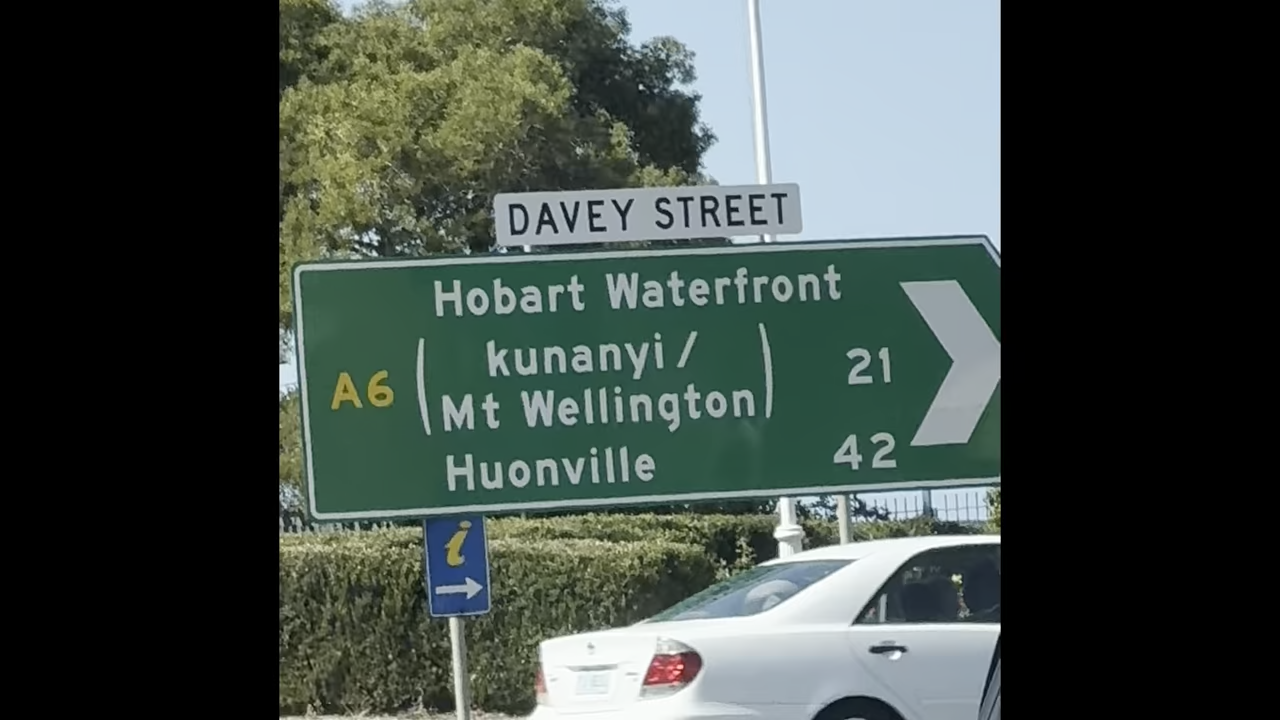 DAVEY STREET
Hobart Waterfront
A6 (kunanyi / 21
Mt Wellington)
Huonville 42
i